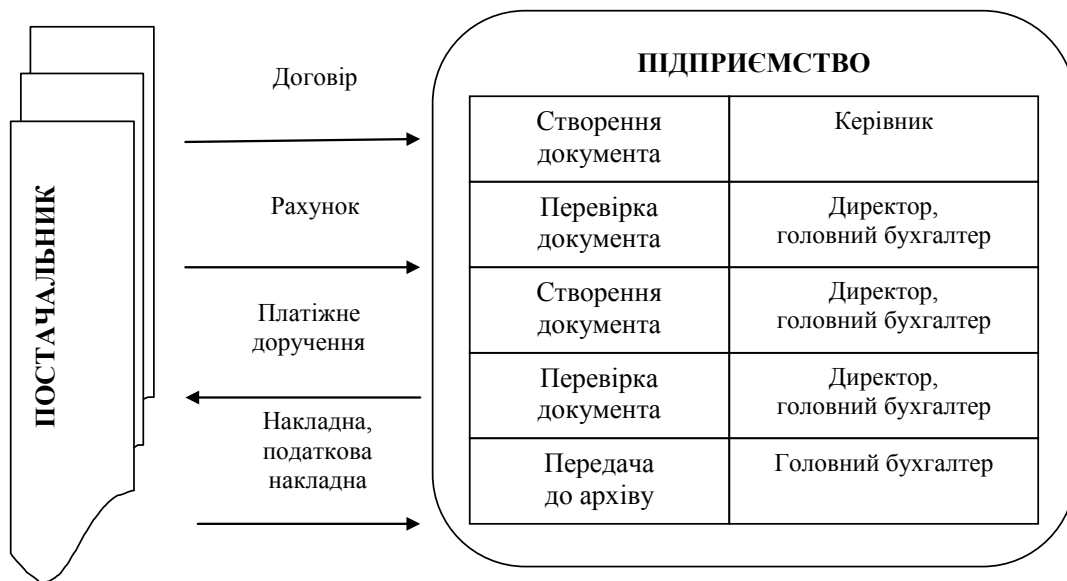 ПОСТАЧАЛЬНИК
Договір
Рахунок
Платіжне
доручення
Накладна,
податкова
накладна
ПІДПРИЄМСТВО
Створення
документа
Керівник
Перевірка
документа
Директор,
головний бухгалтер
Створення
документа
Директор,
головний бухгалтер
Перевірка
документа
Директор,
головний бухгалтер
Передача
до архіву
Головний бухгалтер